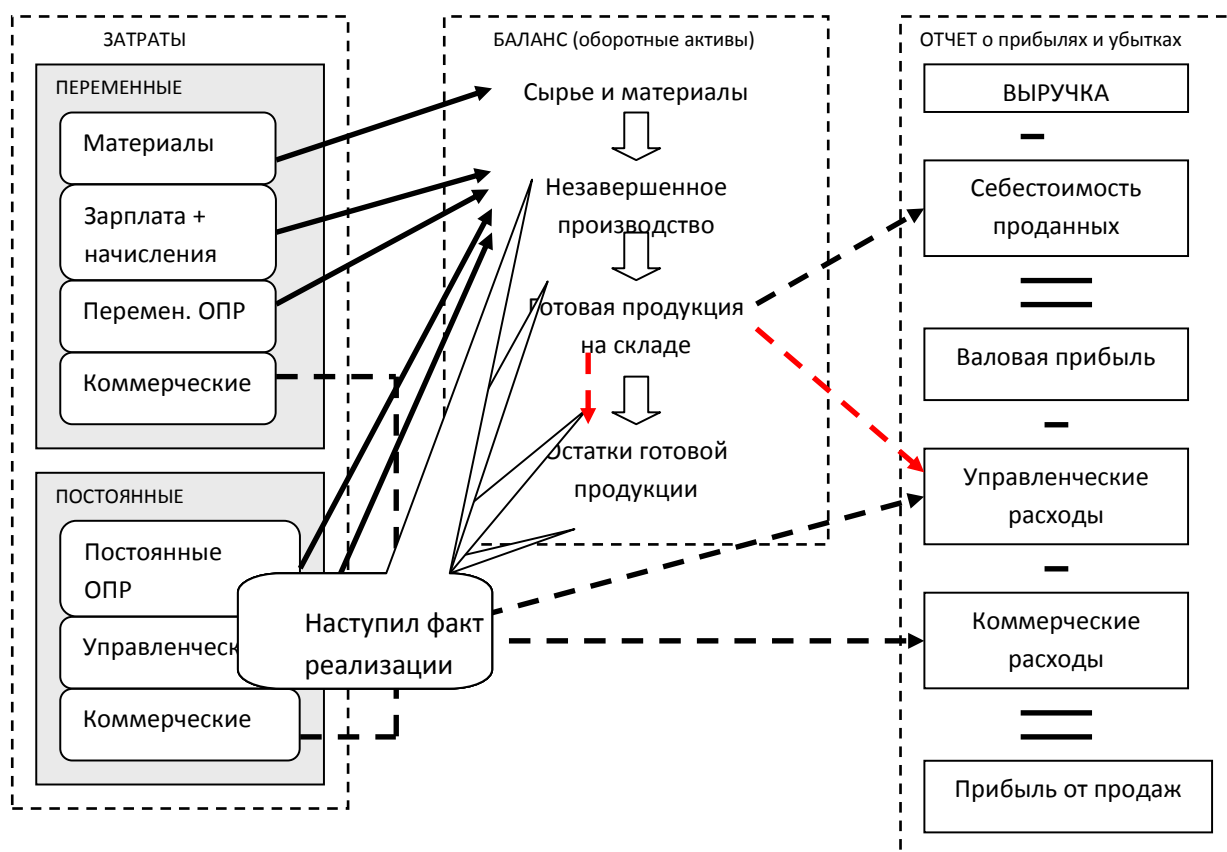 ЗАТРАТЫ
ПЕРЕМЕННЫЕ
Материалы
Зарплата +
начисления
Перемен. ОПР
Коммерческие
ПОСТОЯННЫЕ
Постоянные
ОПР
Управленческ
Коммерческие
БАЛАНС (оборотные активы)
Сырье и материалы
Незавершенное
производство
Готовая продукция
на складе
Остатки готовой
продукции
Наступил факт
реализации
ОТЧЕТ о прибылях и убытках
ВЫРУЧКА
Себестоимость
проданных
Валовая прибыль
Управленческие
расходы
Коммерческие
расходы
Прибыль от продаж